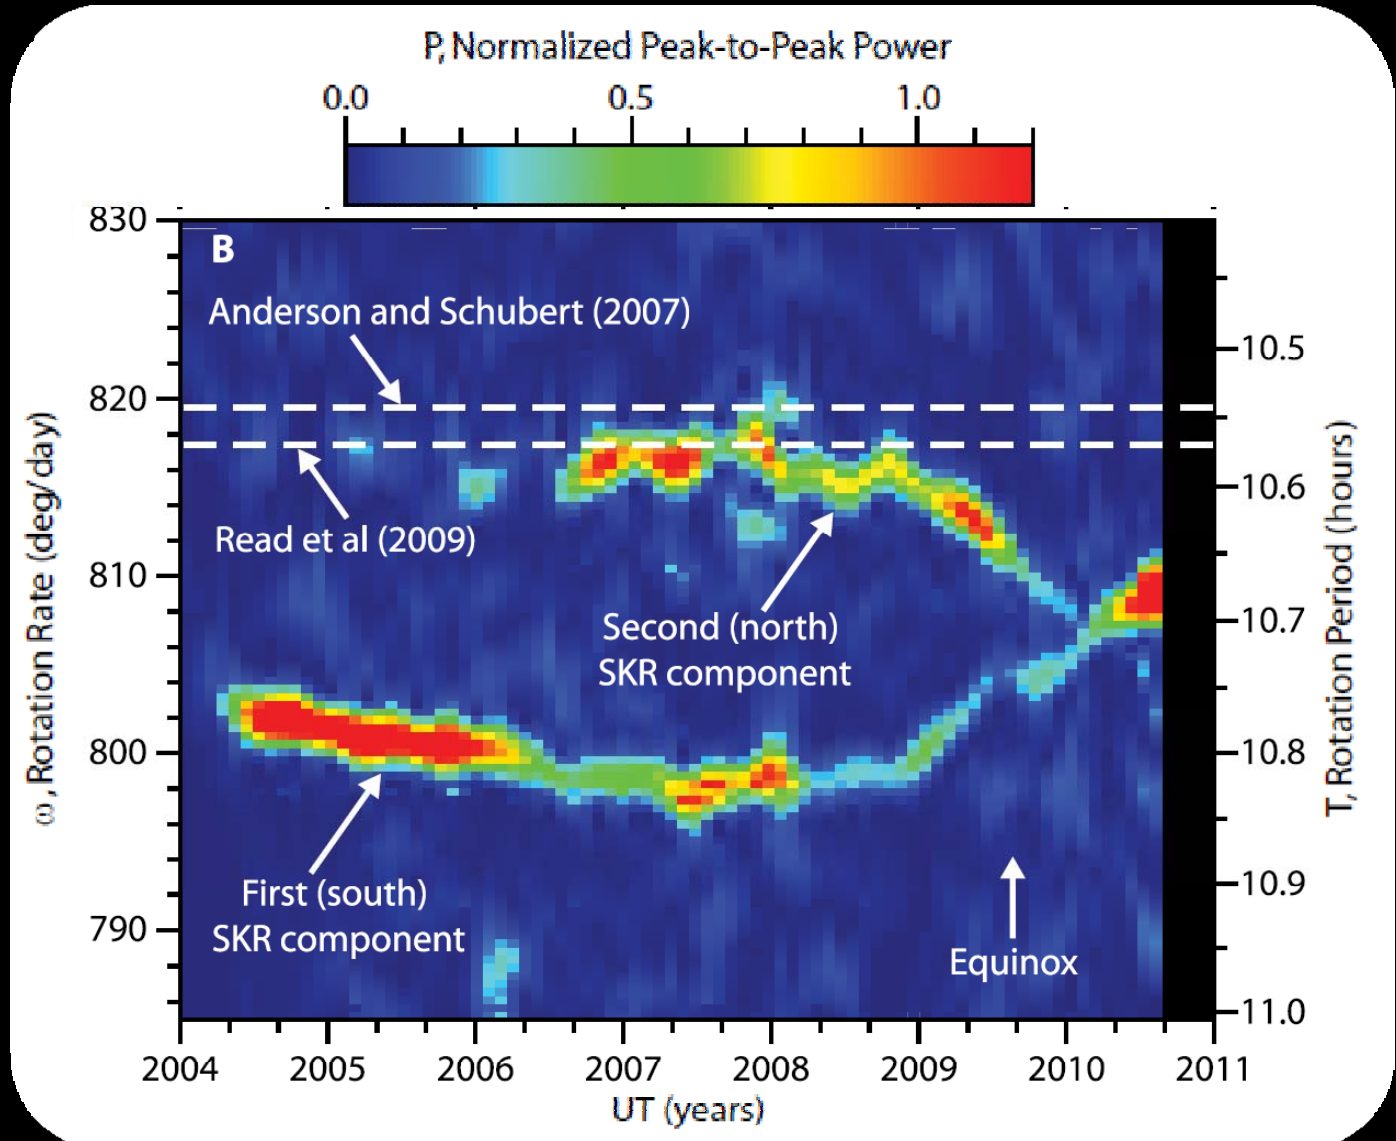 P, Normalized Peak-to-Peak Power
0.0 0.5 1.0
B
830
820
810
800
790
ω, Rotation Rate (deg/day)
Anderson and Schubert (2007)
Read et al (2009)
Second (north)
SKR component
First (south)
SKR component
Equinox
10.5
10.6
10.7
10.8
10.9
11.0
T, Rotation Period (hours)
2004 2005 2006 2007 2008 2009 2010 2011
UT (years)